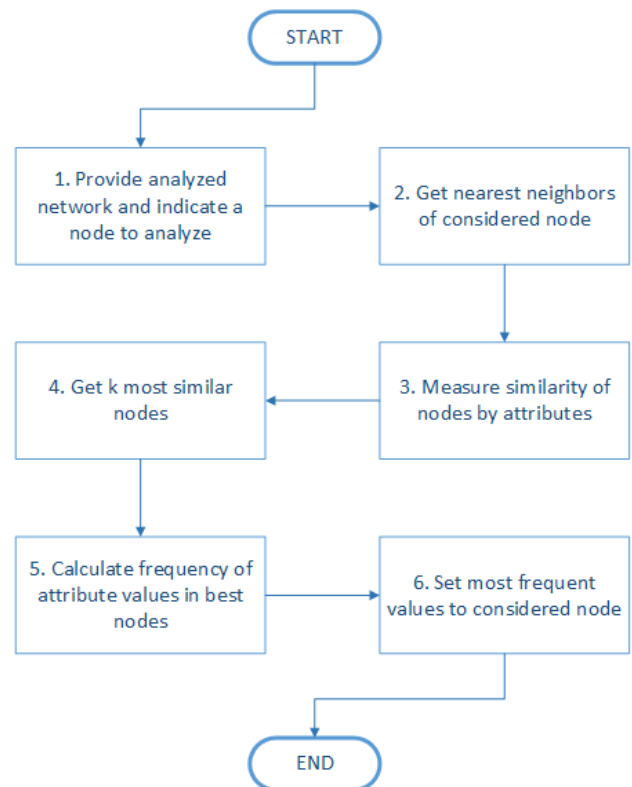 START
1. Provide analyzed
network and indicate a
node to analyze
2. Get nearest neighbors
of considered node
3. Measure similarity of
nodes by attributes
4. Get k most similar
nodes
5. Calculate frequency of
attribute values in best
nodes
6. Set most frequent
values to considered node
END